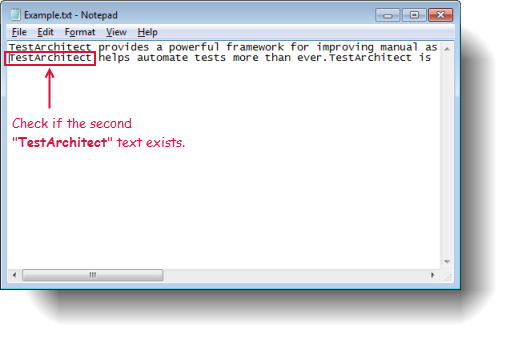 Example.txt - Notepad
File Edit Format View Help
TestArchitect provides a powerful framework for improving manual as
TestArchitect helps automate tests more than ever.TestArchitect is
Check if the second
"TestArchitect" text exists.